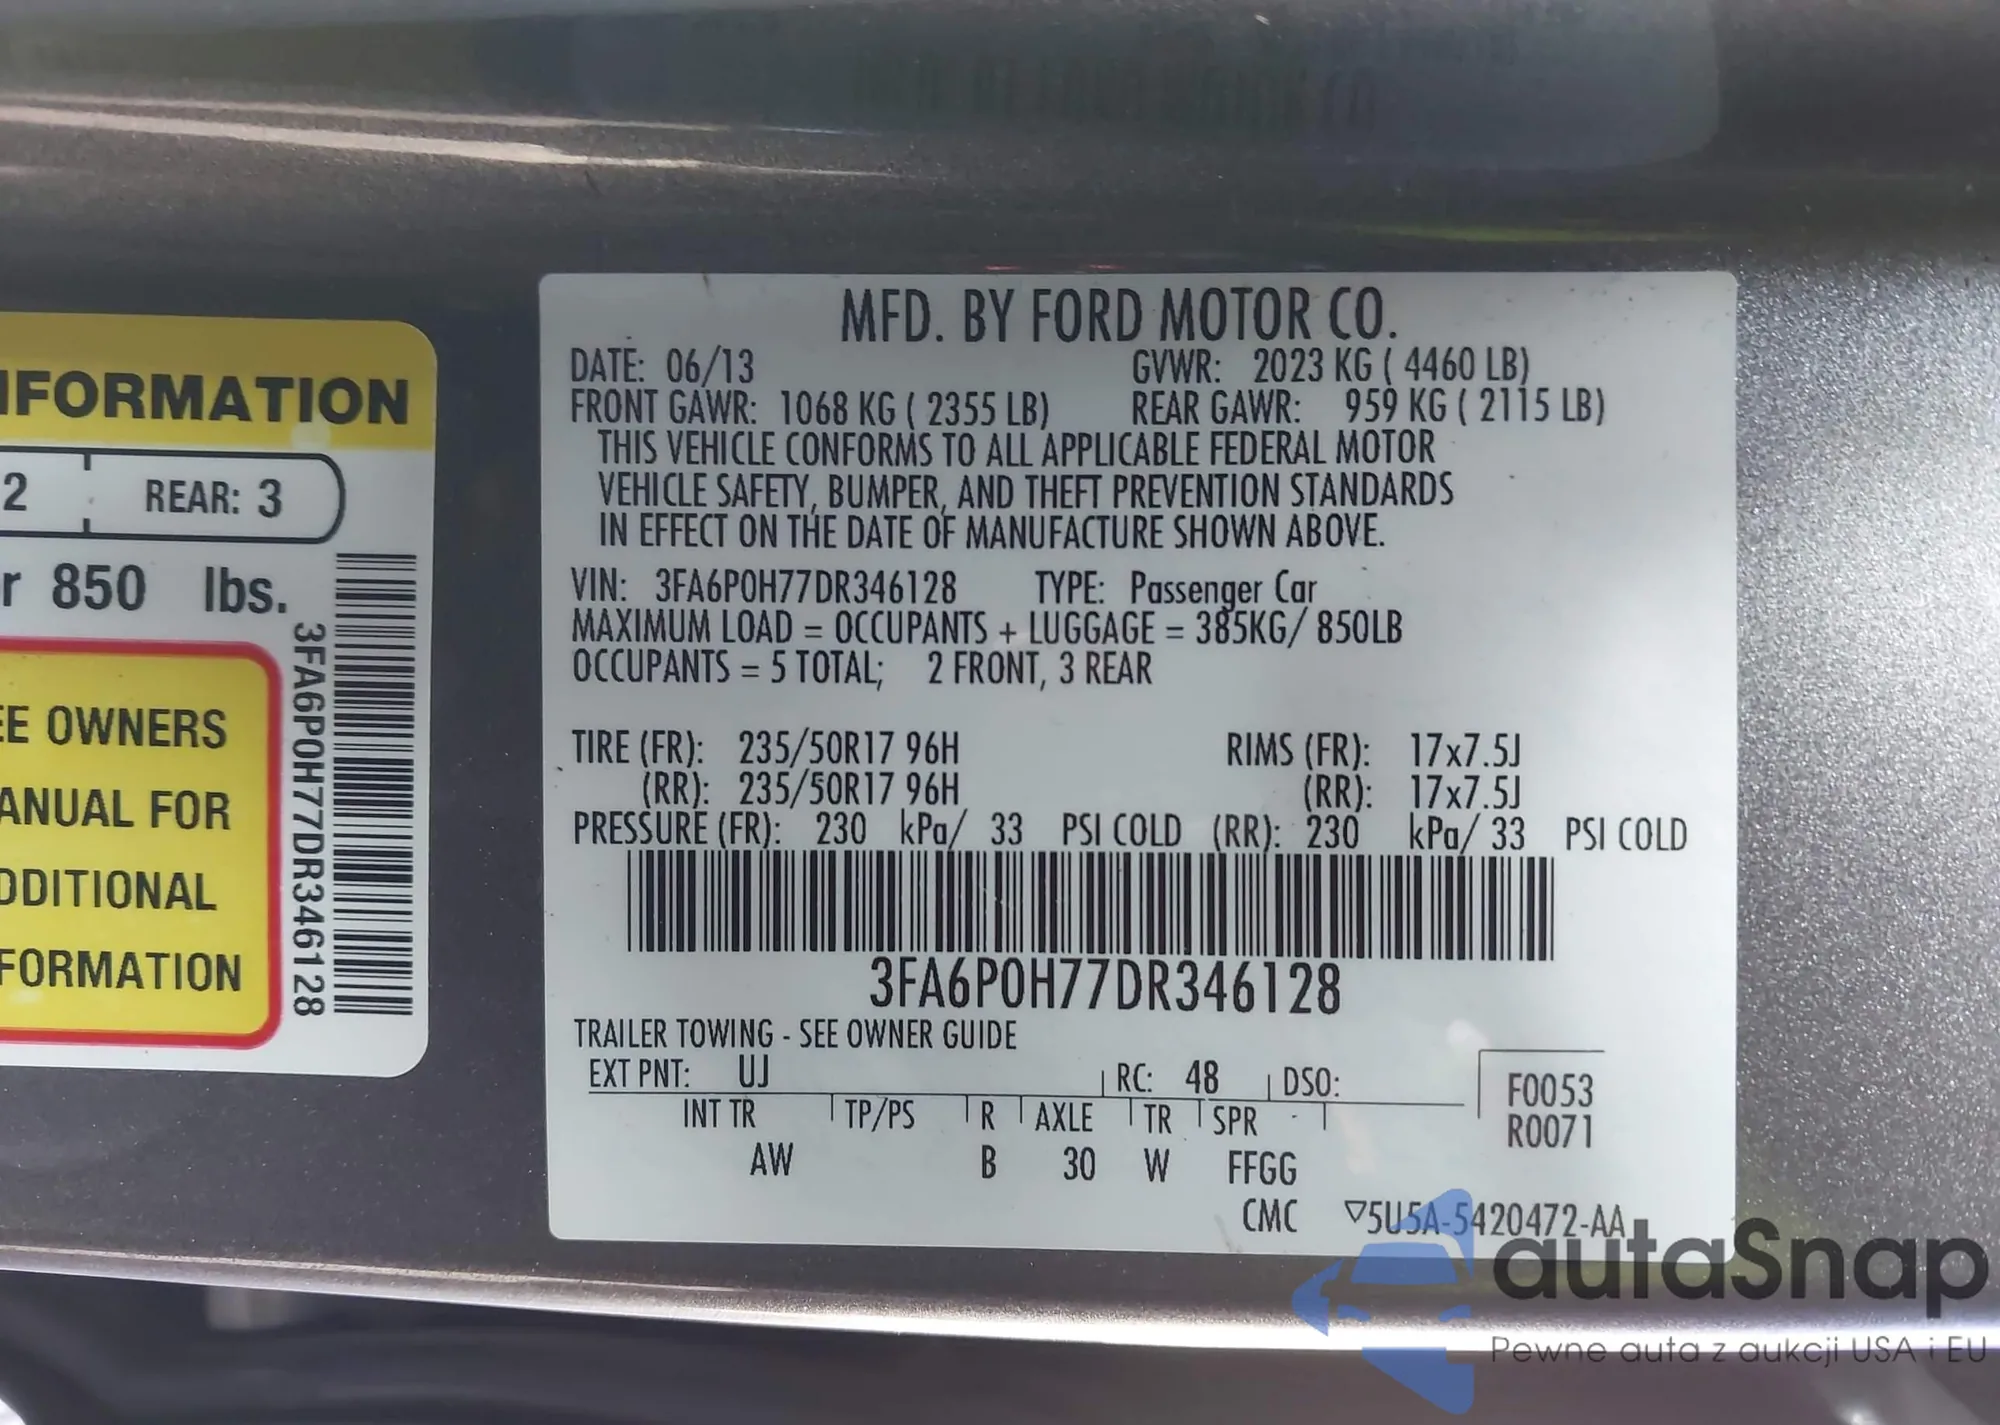 NFORMATION
2 REAR: 3
r 850 lbs.
EE OWNERS
ANUAL FOR
DDITIONAL
FORMATION
3FA6P0H77DR346128
MFD. BY FORD MOTOR CO.
DATE: 06/13 GVWR: 2023 KG ( 4460 LB)
FRONT GAWR: 1068 KG ( 2355 LB) REAR GAWR: 959 KG ( 2115 LB)
THIS VEHICLE CONFORMS TO ALL APPLICABLE FEDERAL MOTOR
VEHICLE SAFETY, BUMPER, AND THEFT PREVENTION STANDARDS
IN EFFECT ON THE DATE OF MANUFACTURE SHOWN ABOVE.
VIN: 3FA6P0H77DR346128 TYPE: Passenger Car
MAXIMUM LOAD = OCCUPANTS + LUGGAGE = 385KG/ 850LB
OCCUPANTS = 5 TOTAL; 2 FRONT, 3 REAR
TIRE (FR): 235/50R17 96H RIMS (FR): 17x7.5J
(RR): 235/50R17 96H (RR): 17x7.5J
PRESSURE (FR): 230 kPa/ 33 PSI COLD (RR): 230 kPa/ 33 PSI COLD
3FA6P0H77DR346128
TRAILER TOWING - SEE OWNER GUIDE
EXT PNT: UJ RC: 48 DSO:
F0053
R0071
INT TR TP/PS R AXLE TR SPR
AW B 30 W FFGG
CMC ▽5U5A-5420472-AA
autaSnap
Pewne auta z aukcji USA i EU